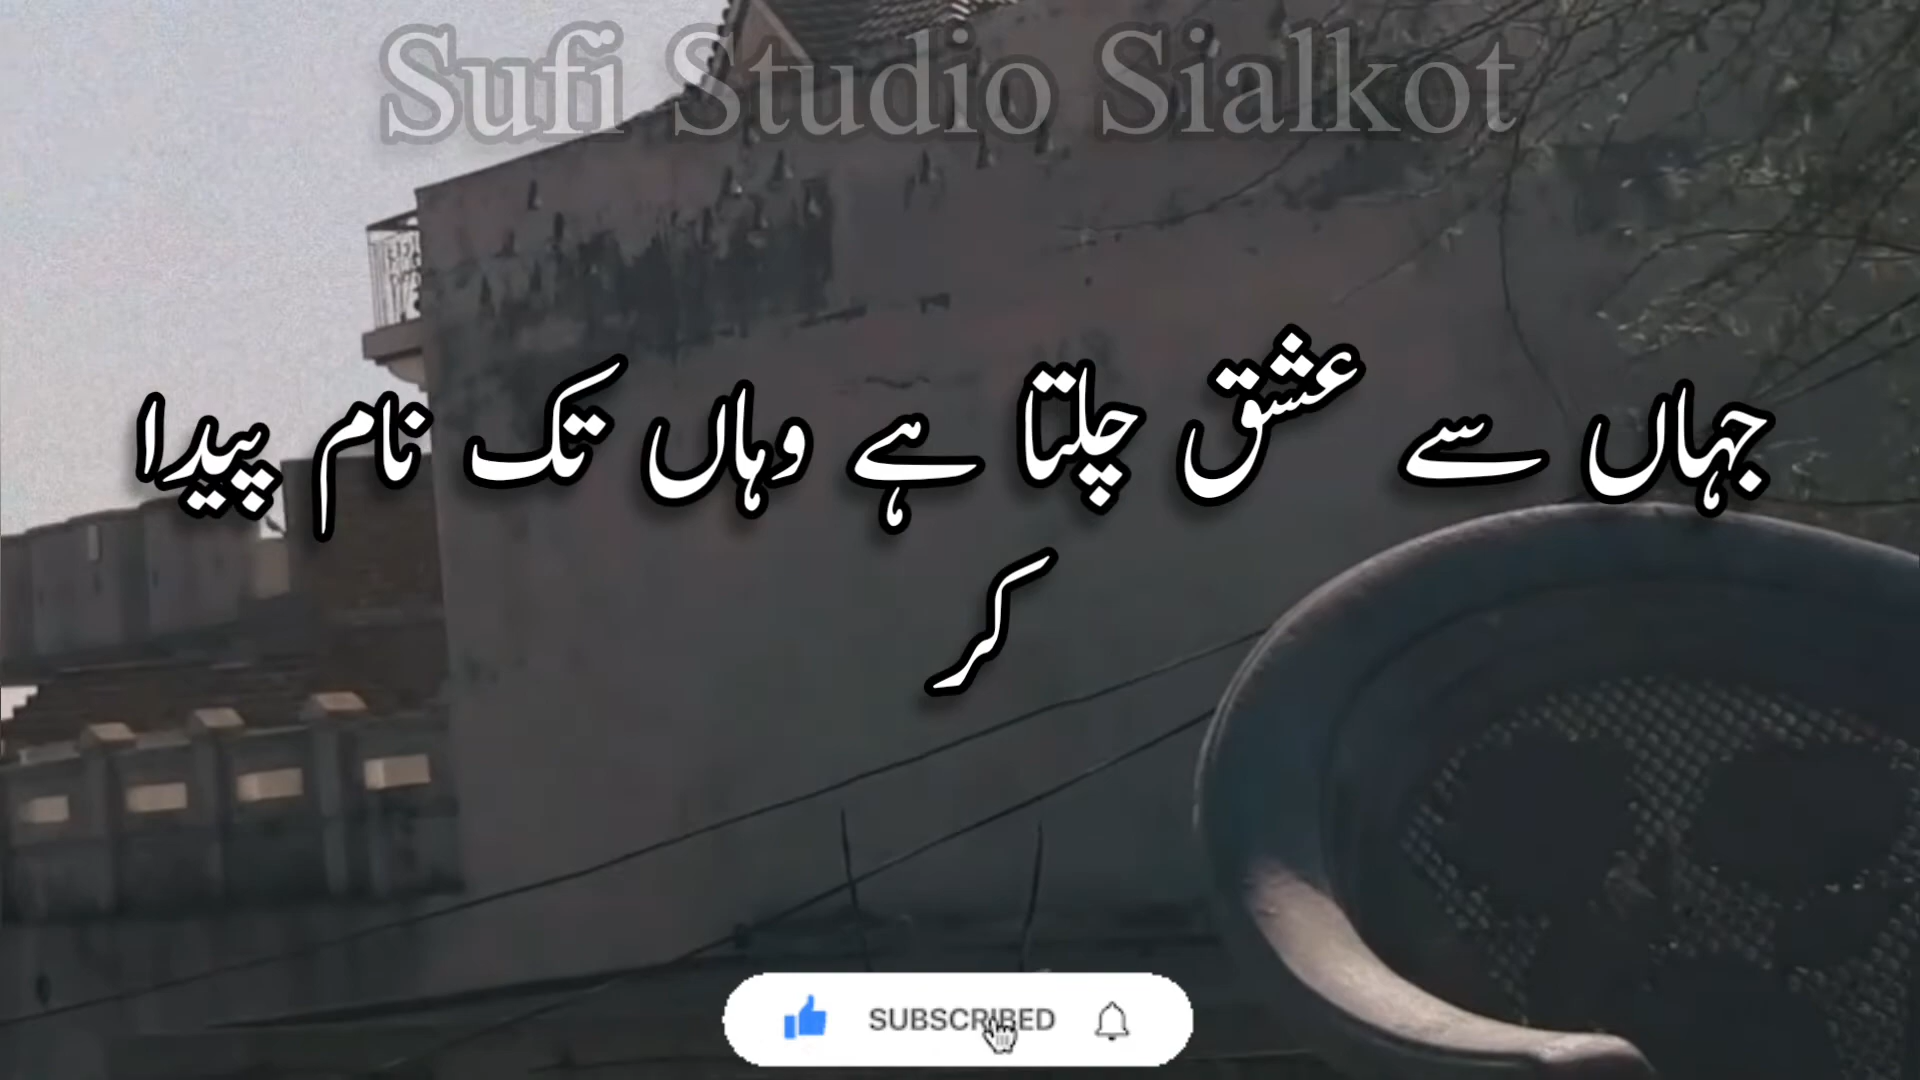 Sufi Studio Sialkot
جہاں سے عشق چلتا ہے وہاں تک نام پیدا
کر
SUBSCRIBED